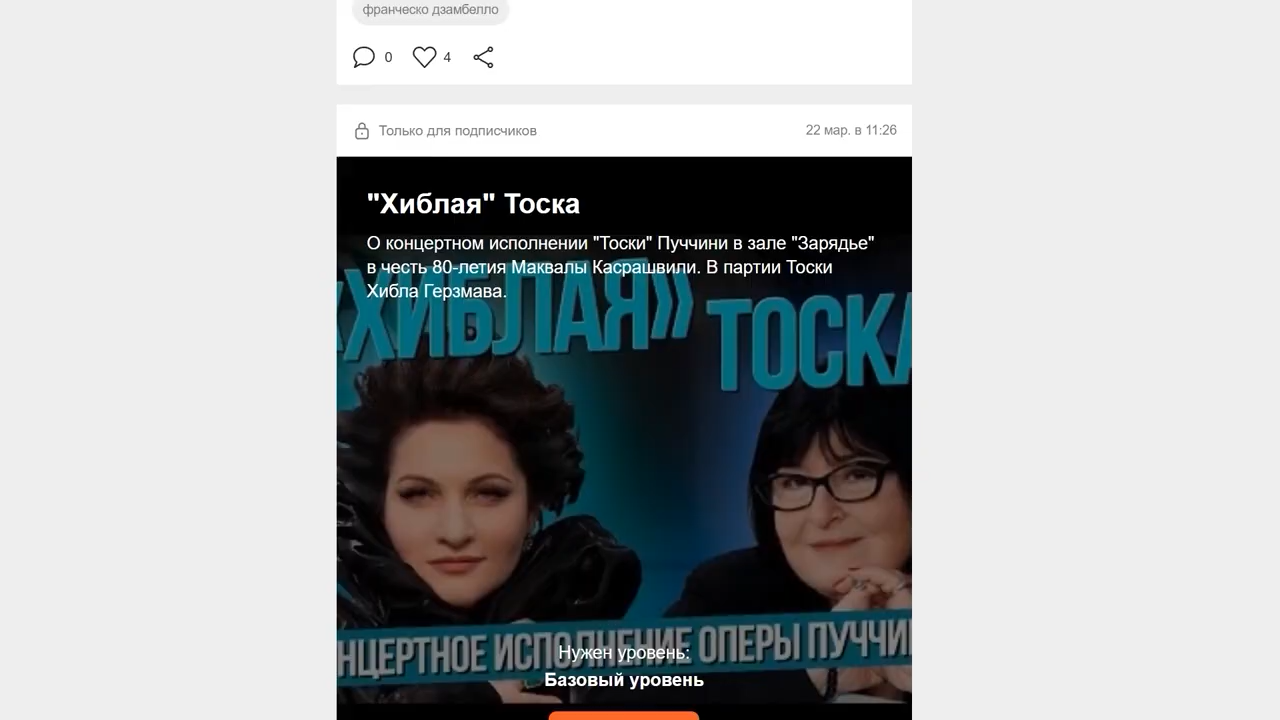 франческо дзамбелло
0 4
Только для подписчиков 22 мар. в 11:26
"Хиблая" Тоска
О концертном исполнении "Тоски" Пуччини в зале "Зарядье"
в честь 80-летия Маквалы Касрашвили. В партии Тоски
Хибла Герзмава.
«ХИБЛАЯ» ТОСКА
НЦЕРТНОЕ ИСПОЛНЕНИЕ ОПЕРЫ ПУЧЧИН
Нужен уровень:
Базовый уровень